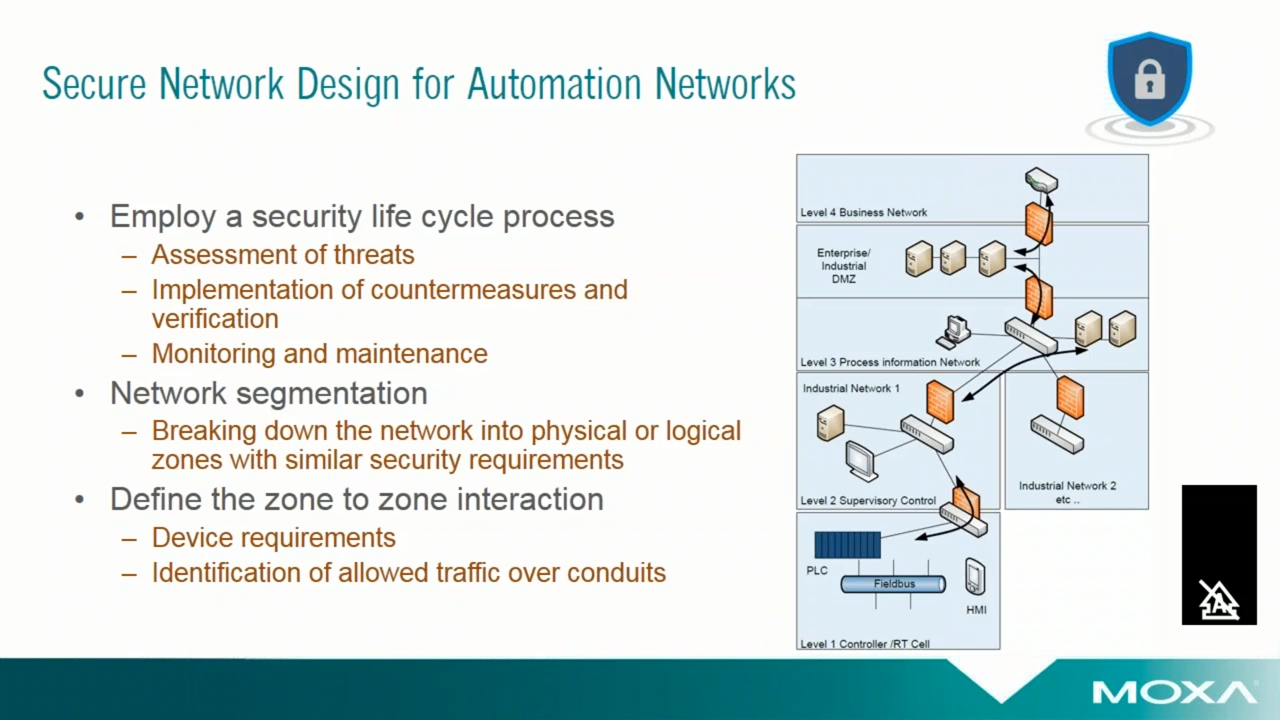 Secure Network Design for Automation Networks
• Employ a security life cycle process
– Assessment of threats
– Implementation of countermeasures and
verification
– Monitoring and maintenance
• Network segmentation
– Breaking down the network into physical or logical
zones with similar security requirements
• Define the zone to zone interaction
– Device requirements
– Identification of allowed traffic over conduits
Level 4 Business Network
Enterprise/
Industrial
DMZ
Level 3 Process information Network
Industrial Network 1
Level 2 Supervisory Control
Industrial Network 2
etc ..
PLC
Fieldbus
HMI
Level 1 Controller /RT Cell
MOXA